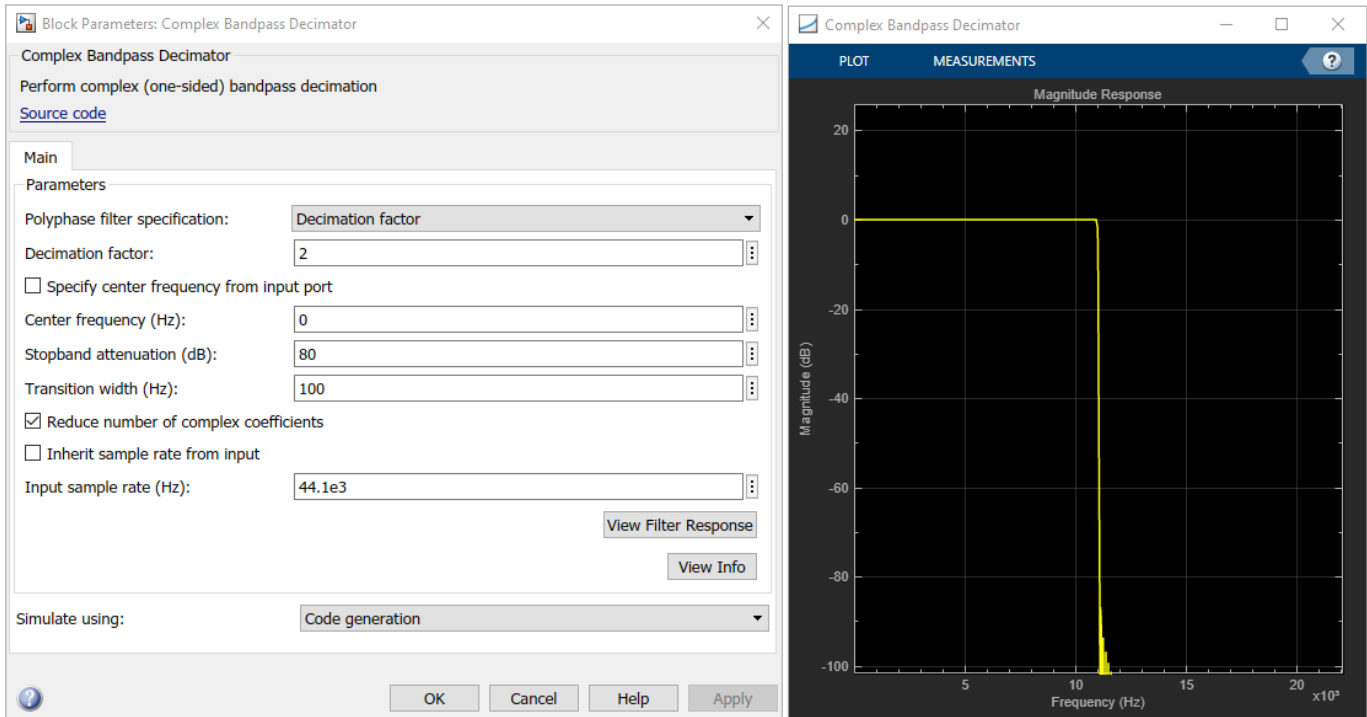 Block Parameters: Complex Bandpass Decimator
Complex Bandpass Decimator
Perform complex (one-sided) bandpass decimation
Source code
Main
Parameters
Polyphase filter specification: Decimation factor
Decimation factor: 2
Specify center frequency from input port
Center frequency (Hz): 0
Stopband attenuation (dB): 80
Transition width (Hz): 100
Reduce number of complex coefficients
Inherit sample rate from input
Input sample rate (Hz): 44.1e3
View Filter Response
View Info
Simulate using: Code generation
OK Cancel Help Apply
Complex Bandpass Decimator
PLOT MEASUREMENTS ?
Magnitude Response
Magnitude (dB)
20
0
-20
-40
-60
-80
-100
5 10 15 20 x10³
Frequency (Hz)